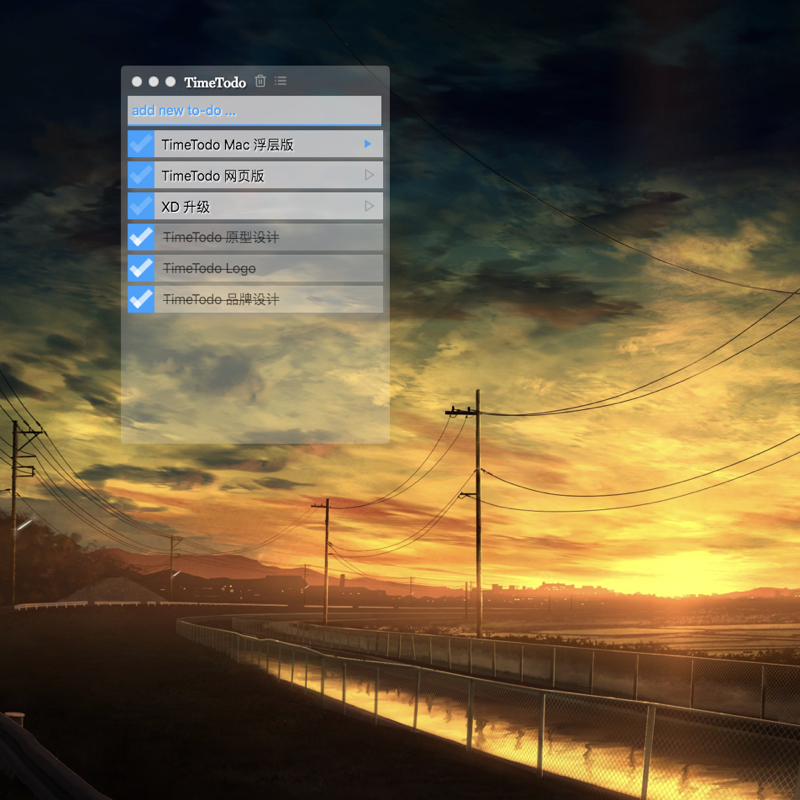 TimeTodo
add new to-do ...
TimeTodo Mac 浮层版
TimeTodo 网页版
XD 升级
TimeTodo 原型设计
TimeTodo Logo
TimeTodo 品牌设计